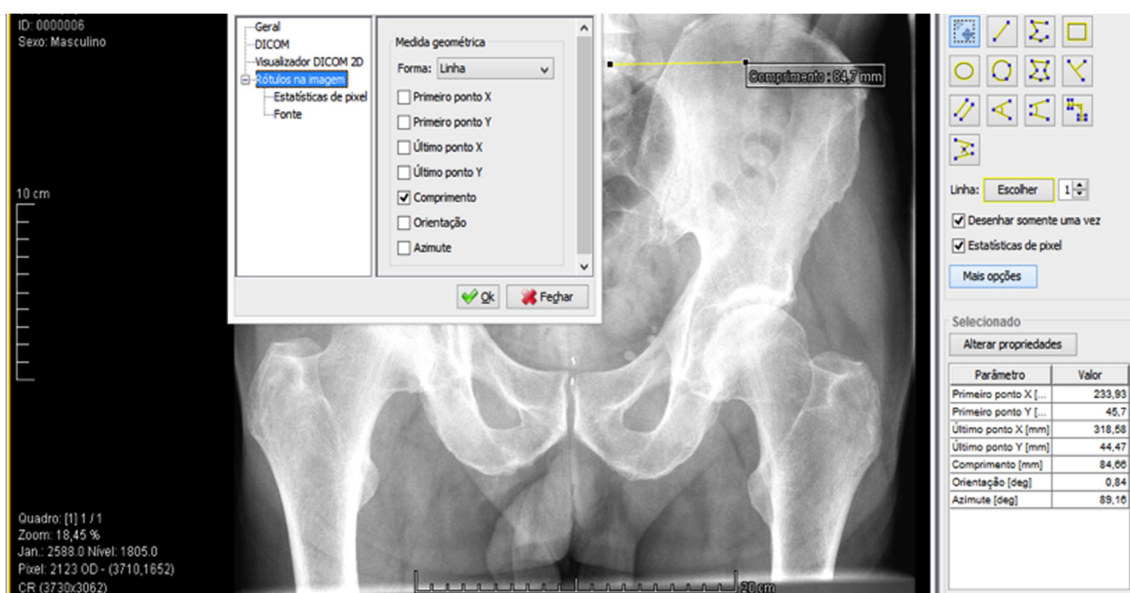 ID: 0000006
Sexo: Masculino
10 cm
Quadro: [1] 1 / 1
Zoom: 18,45 %
Jan.: 2588.0 Nível: 1805.0
Pixel: 2123 OD - (3710,1652)
CR (3730x3062)
Geral
DICOM
Visualizador DICOM 2D
Rótulos na imagem
Estatísticas de pixel
Fonte
Medida geométrica
Forma: Linha
Primeiro ponto X
Primeiro ponto Y
Último ponto X
Último ponto Y
Comprimento
Orientação
Azimute
Ok
Fechar
Comprimento : 84,7 mm
20 cm
Linha: Escolher 1
Desenhar somente uma vez
Estatísticas de pixel
Mais opções
Selecionado
Alterar propriedades
Parâmetro Valor
Primeiro ponto X [... 233,93
Primeiro ponto Y [... 45,7
Último ponto X [mm] 318,58
Último ponto Y [mm] 44,47
Comprimento [mm] 84,66
Orientação [deg] 0,84
Azimute [deg] 89,16